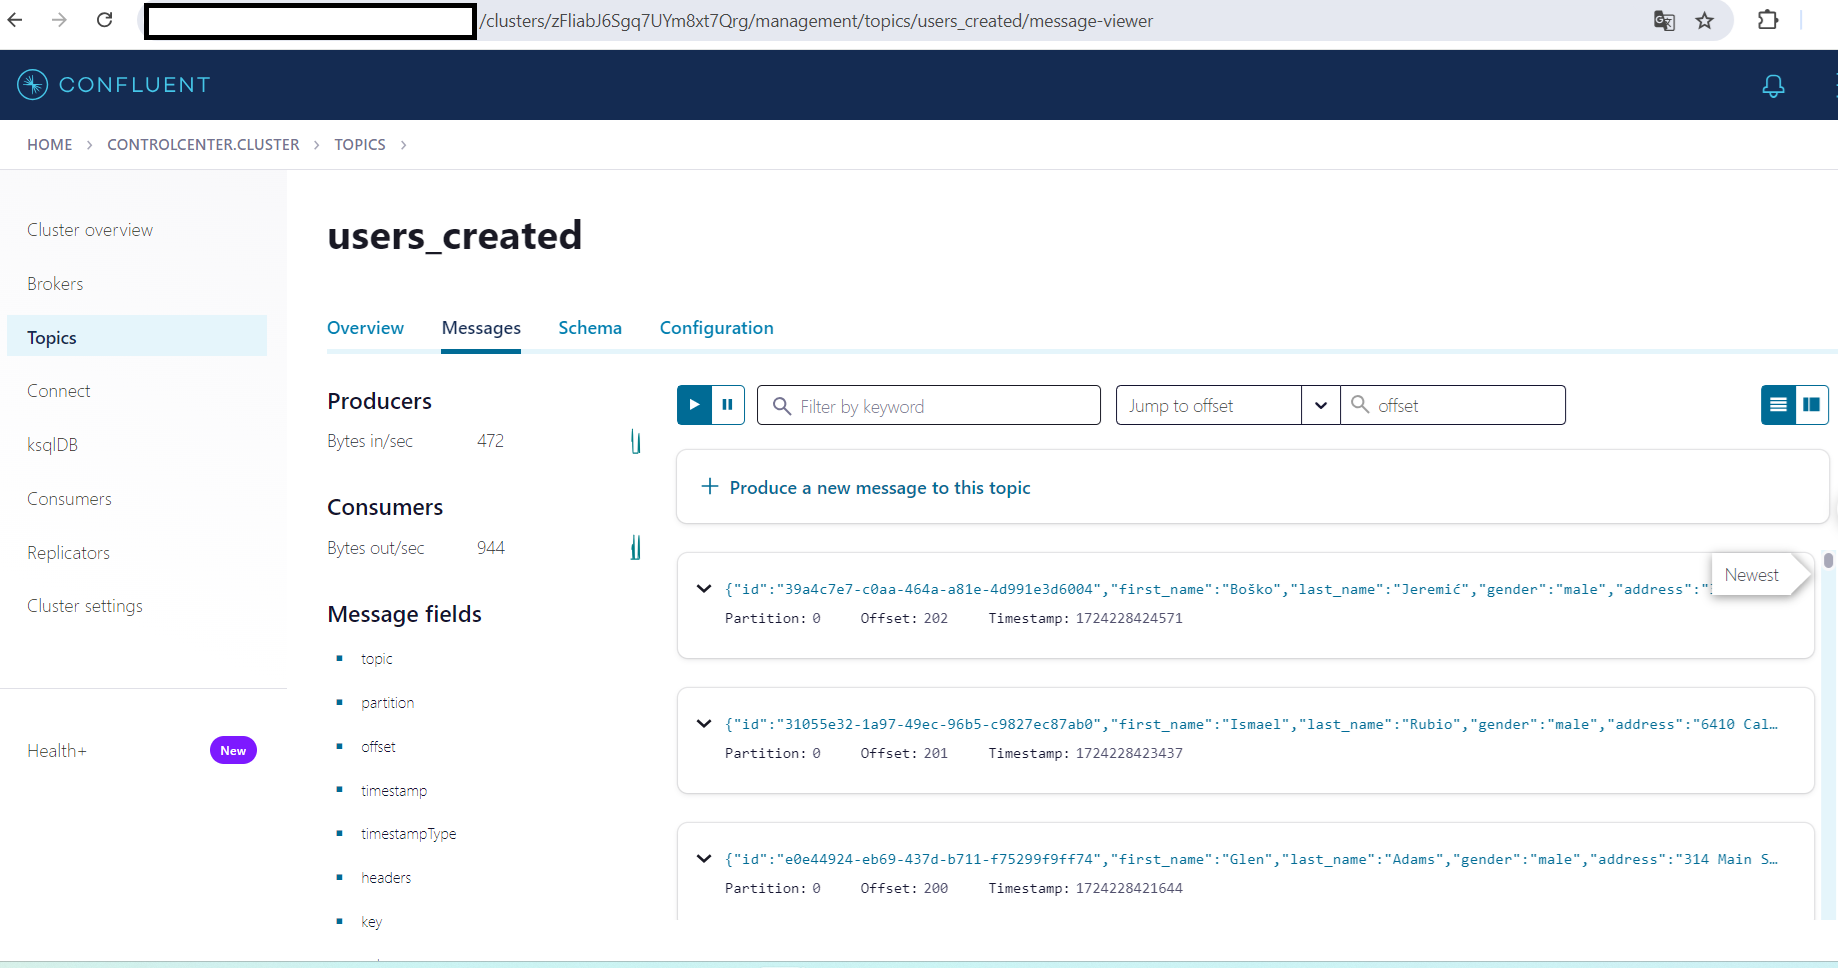 /clusters/zFliabJ6Sgq7UYm8xt7Qrg/management/topics/users_created/message-viewer
CONFLUENT
HOME > CONTROLCENTER.CLUSTER > TOPICS >
Cluster overview
Brokers
Topics
Connect
ksqlDB
Consumers
Replicators
Cluster settings
Health+ New
users_created
Overview Messages Schema Configuration
Producers
Bytes in/sec 472
Consumers
Bytes out/sec 944
Message fields
topic
partition
offset
timestamp
timestampType
headers
key
Filter by keyword
Jump to offset
offset
+ Produce a new message to this topic
Newest
{"id":"39a4c7e7-c0aa-464a-a81e-4d991e3d6004","first_name":"Boško","last_name":"Jeremić","gender":"male","address":"
Partition: 0 Offset: 202 Timestamp: 1724228424571
{"id":"31055e32-1a97-49ec-96b5-c9827ec87ab0","first_name":"Ismael","last_name":"Rubio","gender":"male","address":"6410 Cal…
Partition: 0 Offset: 201 Timestamp: 1724228423437
{"id":"e0e44924-eb69-437d-b711-f75299f9ff74","first_name":"Glen","last_name":"Adams","gender":"male","address":"314 Main S…
Partition: 0 Offset: 200 Timestamp: 1724228421644